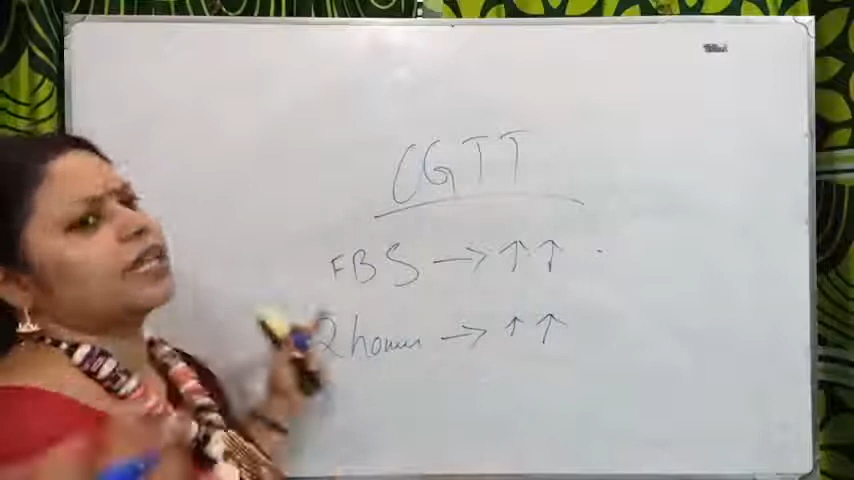 CGTT
FBS → ↑ ↑
2 hours → ↑ ↑